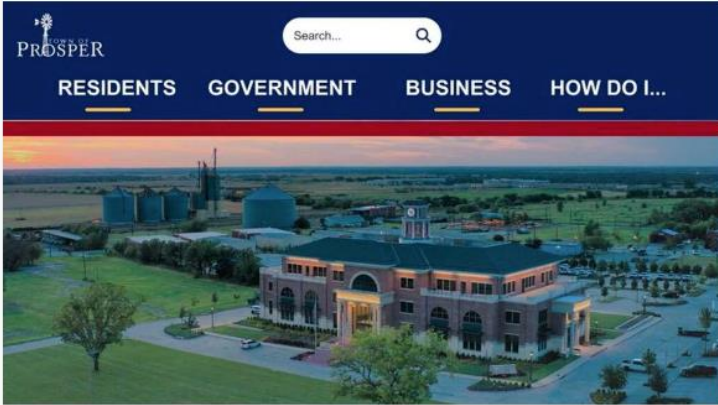 TOWN OF
PROSPER
Search...
RESIDENTS
GOVERNMENT
BUSINESS
HOW DO I...